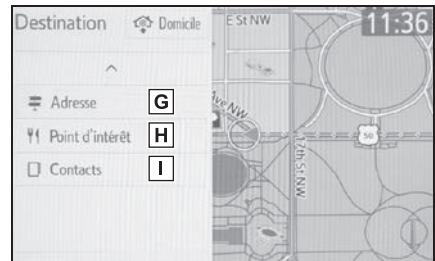 Destination Domicile
Adresse G
Point d'intérêt H
Contacts I
E St NW
11:36
Ave NW
50
17th St NW